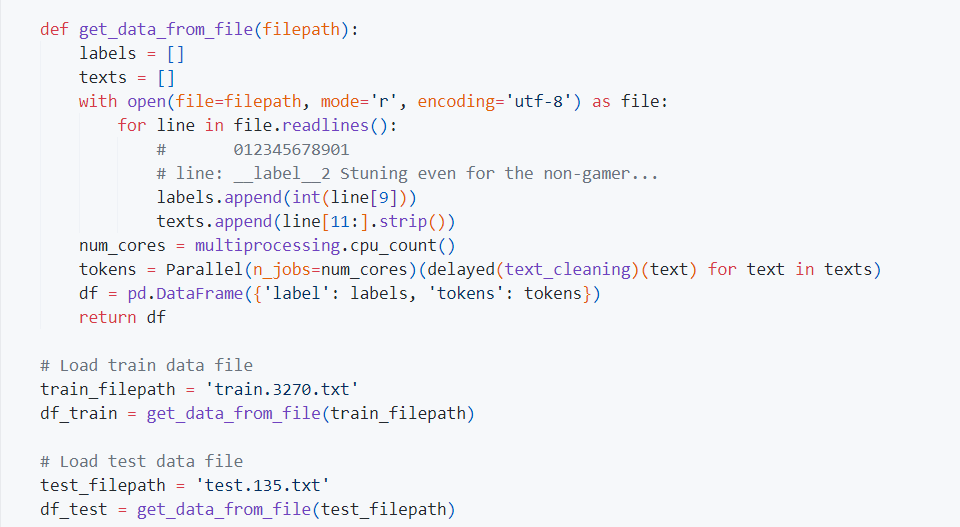 def get_data_from_file(filepath):
    labels = []
    texts = []
    with open(file=filepath, mode='r', encoding='utf-8') as file:
        for line in file.readlines():
            #       012345678901
            # line: __label__2 Stuning even for the non-gamer...
            labels.append(int(line[9]))
            texts.append(line[11:].strip())
    num_cores = multiprocessing.cpu_count()
    tokens = Parallel(n_jobs=num_cores)(delayed(text_cleaning)(text) for text in texts)
    df = pd.DataFrame({'label': labels, 'tokens': tokens})
    return df

# Load train data file
train_filepath = 'train.3270.txt'
df_train = get_data_from_file(train_filepath)

# Load test data file
test_filepath = 'test.135.txt'
df_test = get_data_from_file(test_filepath)